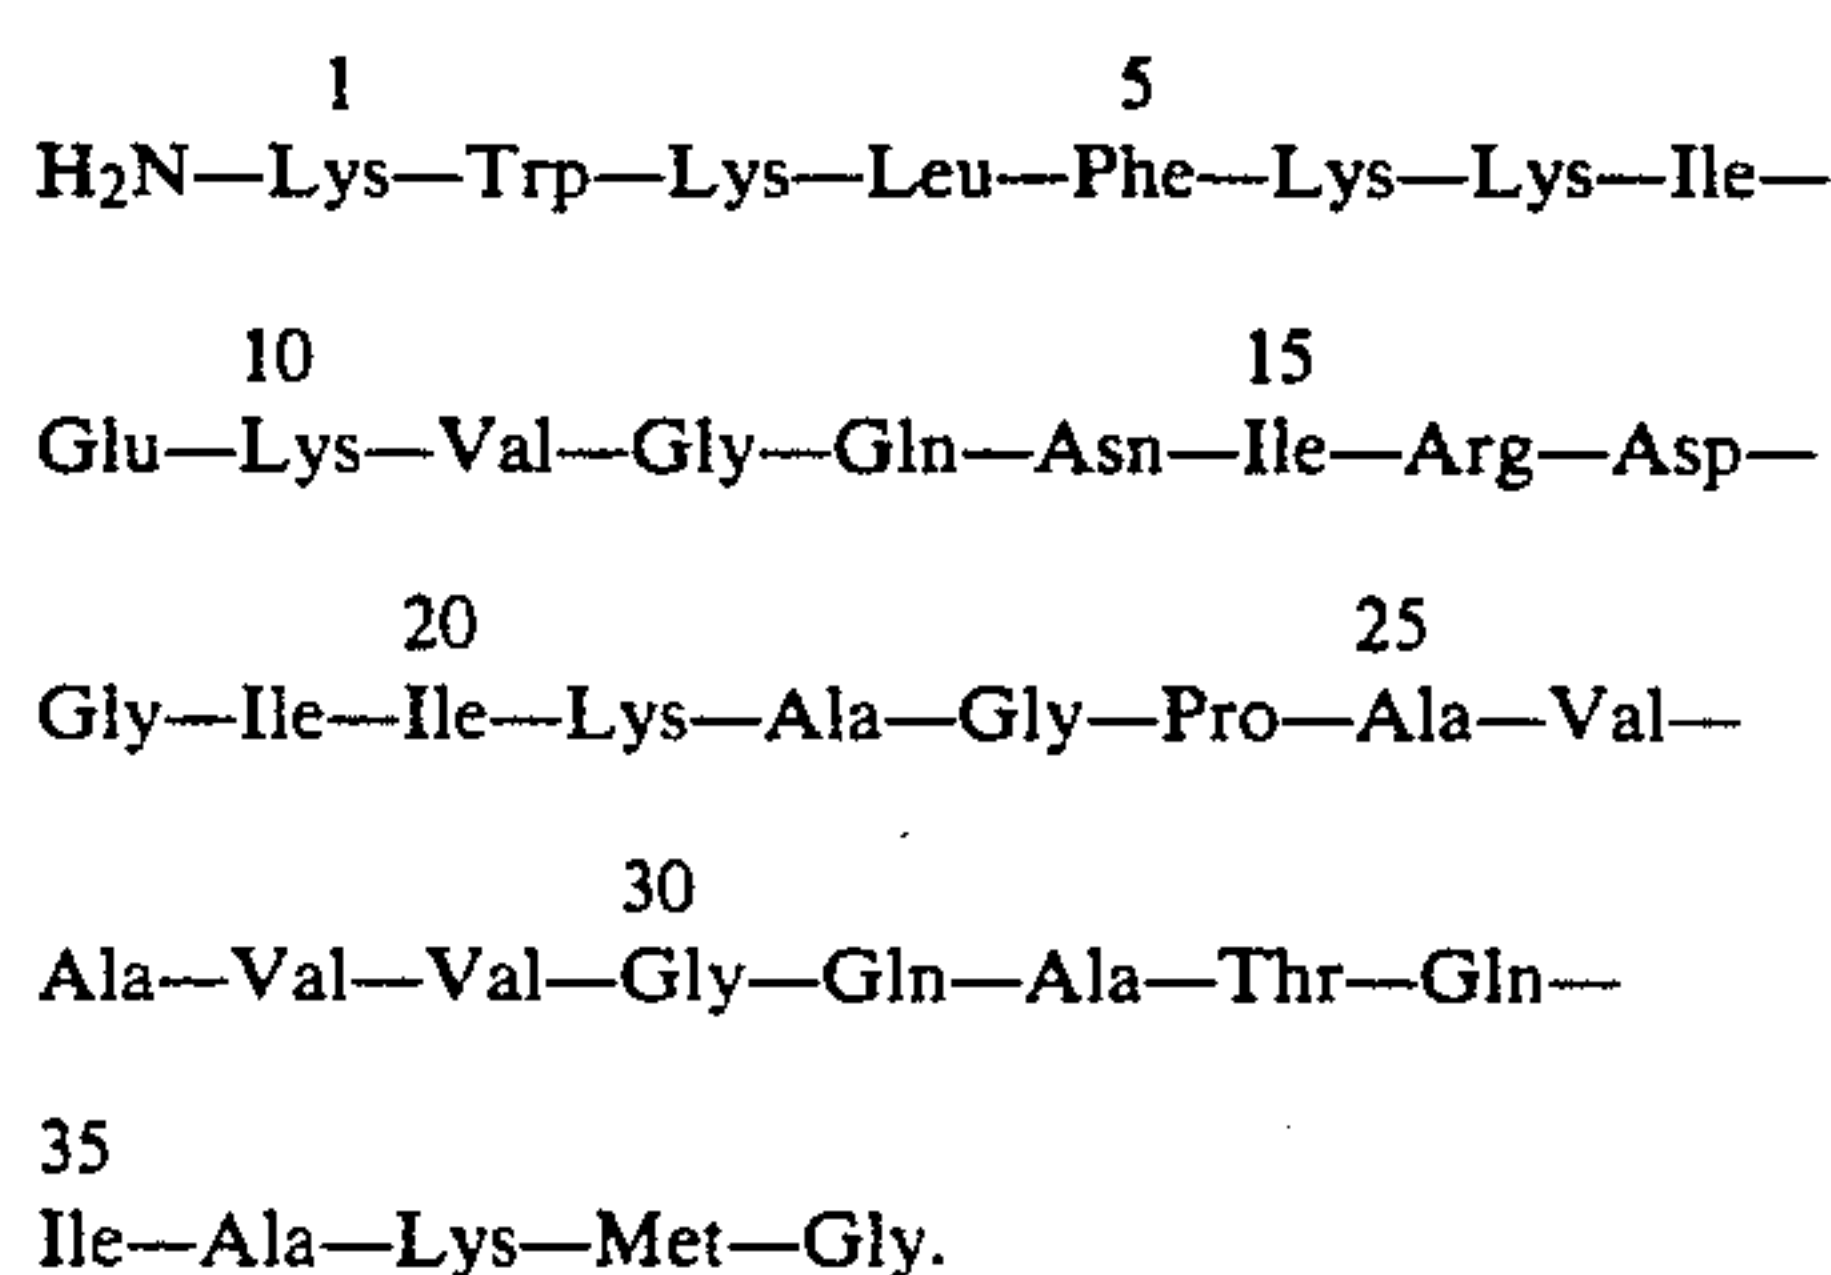 1 5
H₂N—Lys—Trp—Lys—Leu—Phe—Lys—Lys—Ile—
10 15
Glu—Lys—Val—Gly—Gln—Asn—Ile—Arg—Asp—
20 25
Gly—Ile—Ile—Lys—Ala—Gly—Pro—Ala—Val—
30
Ala—Val—Val—Gly—Gln—Ala—Thr—Gln—
35
Ile—Ala—Lys—Met—Gly.